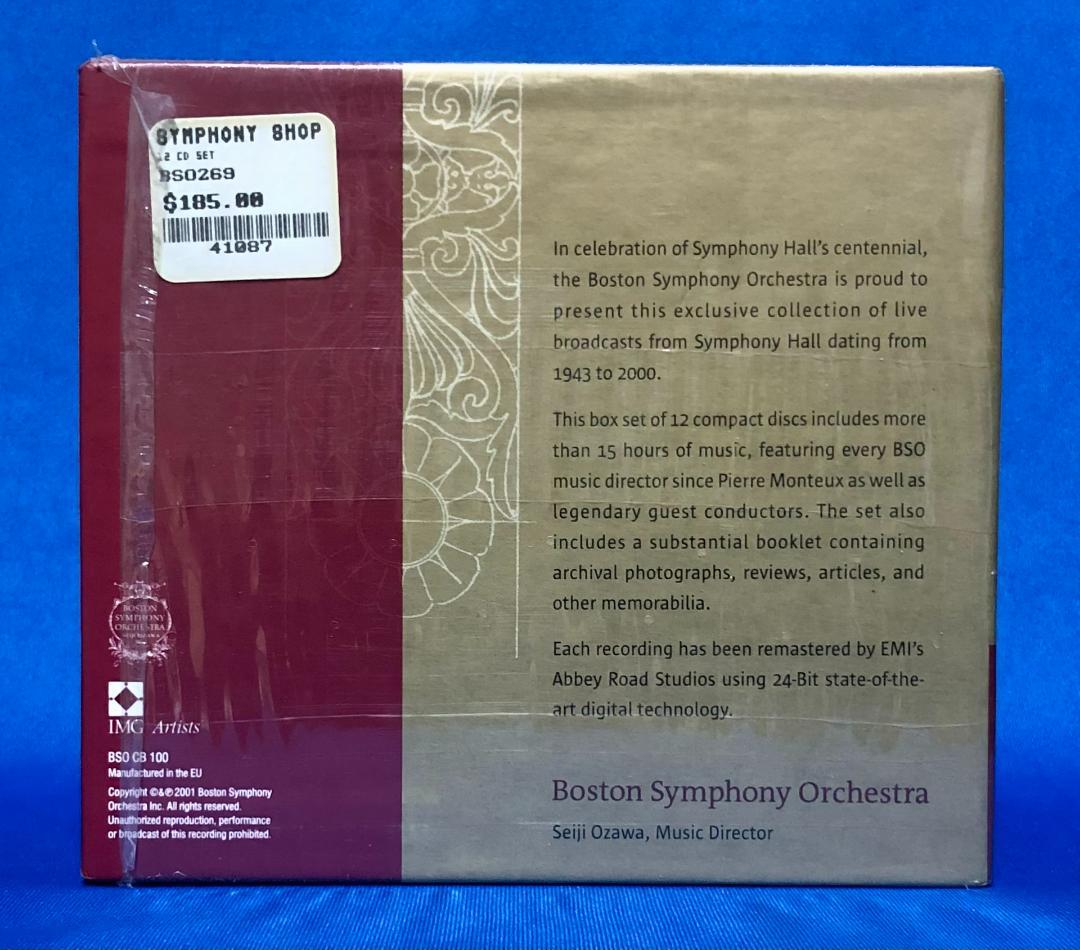 SYMPHONY SHOP
12 CD SET
BSO269
$185.00
41087
In celebration of Symphony Hall's centennial,
the Boston Symphony Orchestra is proud to
present this exclusive collection of live
broadcasts from Symphony Hall dating from
1943 to 2000.
This box set of 12 compact discs includes more
than 15 hours of music, featuring every BSO
music director since Pierre Monteux as well as
legendary guest conductors. The set also
includes a substantial booklet containing
archival photographs, reviews, articles, and
other memorabilia.
Each recording has been remastered by EMI's
Abbey Road Studios using 24-Bit state-of-the-
art digital technology.
Boston Symphony Orchestra
Seiji Ozawa, Music Director
BOSTON
SYMPHONY
ORCHESTRA
IMG Artists
BSO CB 100
Manufactured in the EU
Copyright ©&℗ 2001 Boston Symphony
Orchestra Inc. All rights reserved.
Unauthorized reproduction, performance
or broadcast of this recording prohibited.